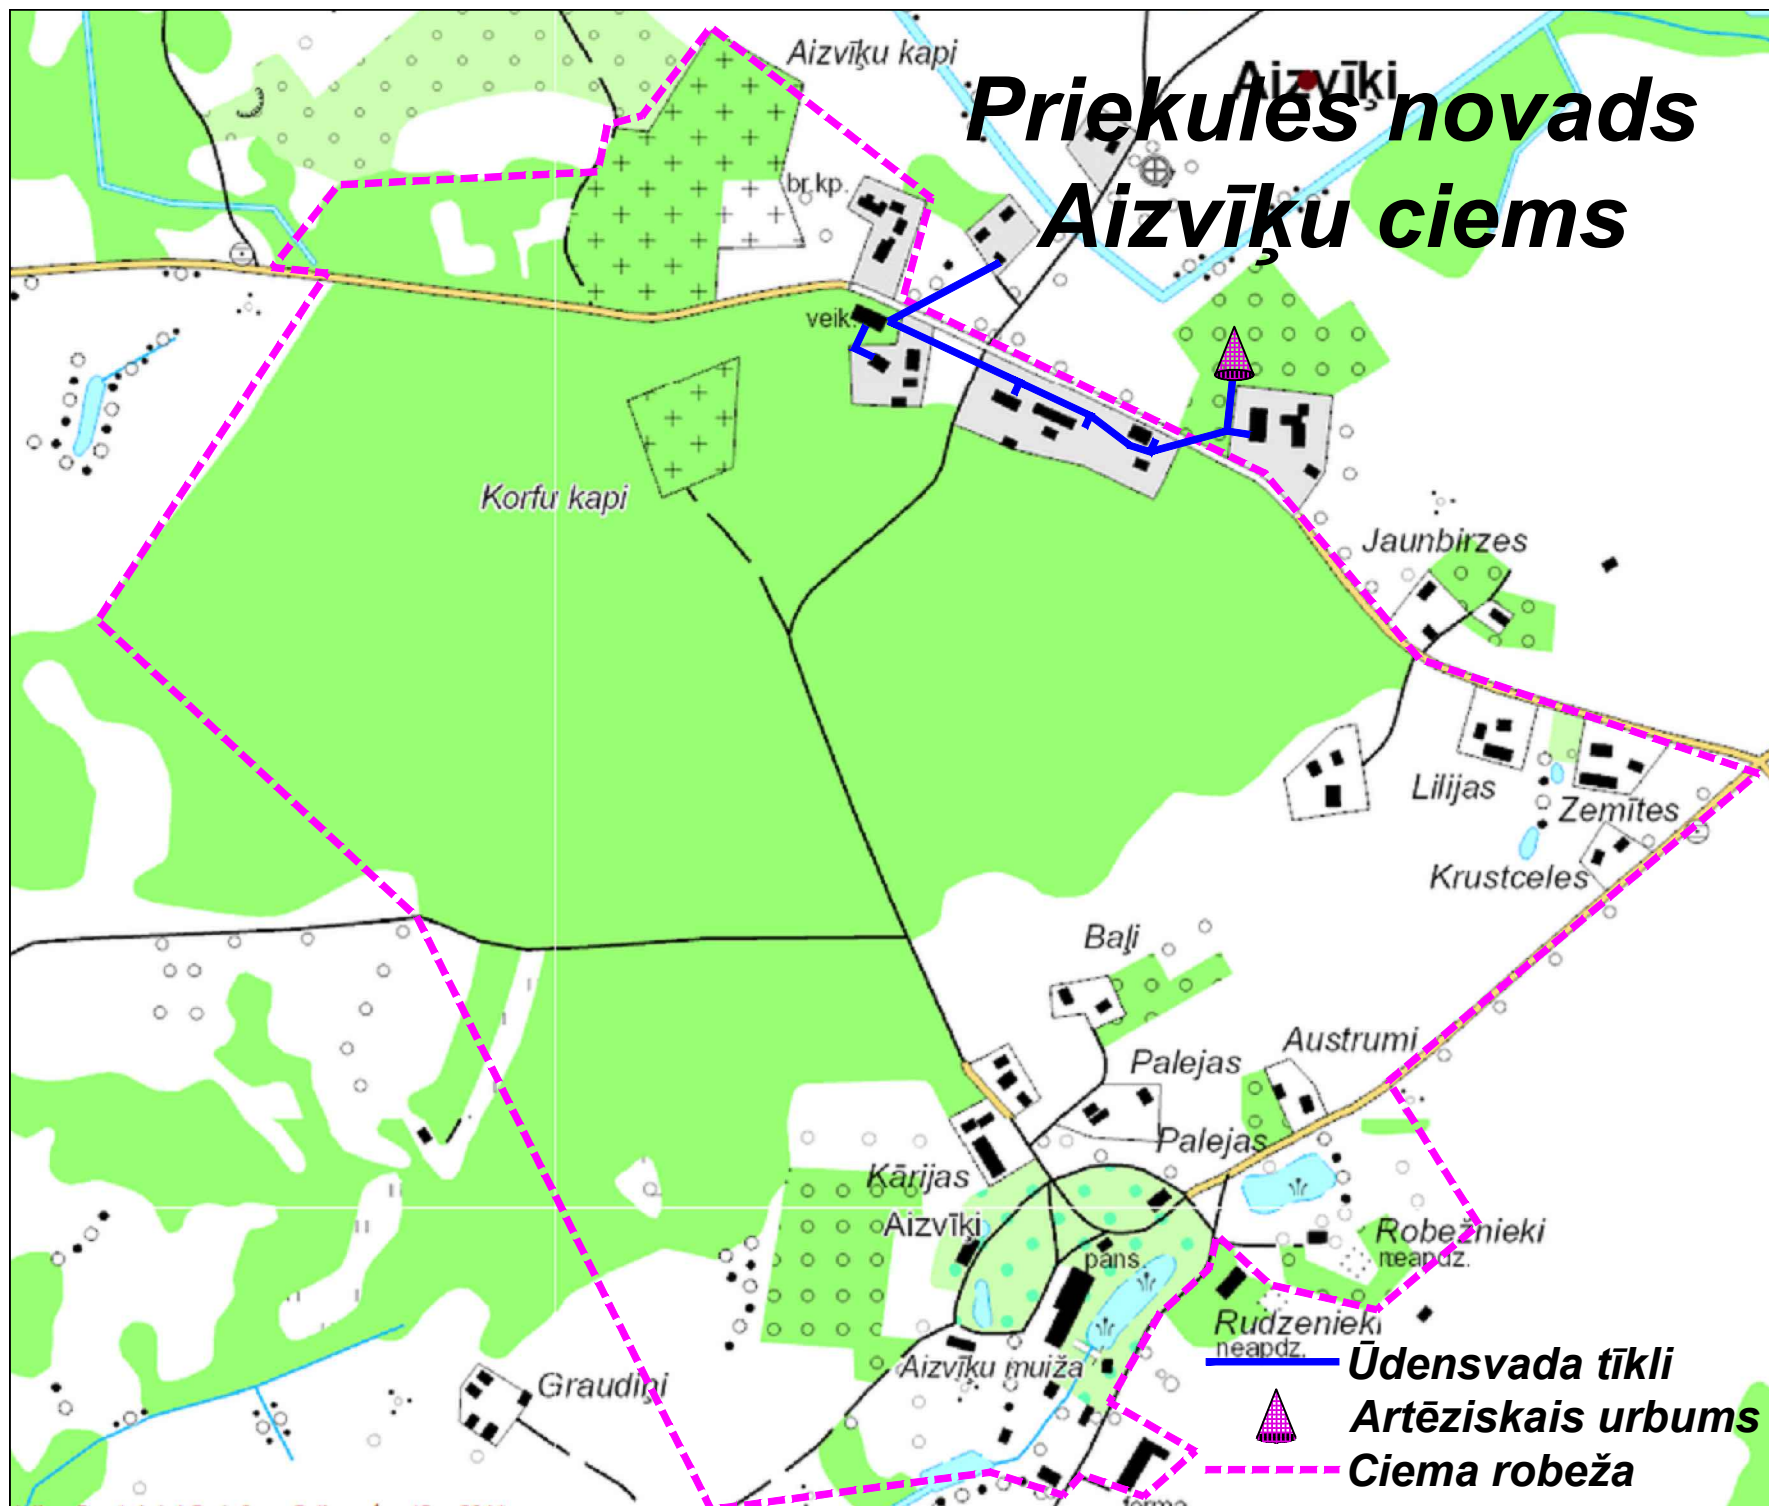 Aizvīķu kapi
Aizvīķi
Priekules novads
Aizvīķu ciems
br.kp.
veik.
Korfu kapi
Jaunbirzes
Lilijas
Zemītes
Krustceles
Baļi
Austrumi
Palejas
Palejas
Kārijas
Aizvīķi
pans.
Robežnieki
neapdz.
Rudzenieki
neapdz.
Aizvīķu muiža
Graudiņi
Ūdensvada tīkli
Artēziskais urbums
Ciema robeža
ferma